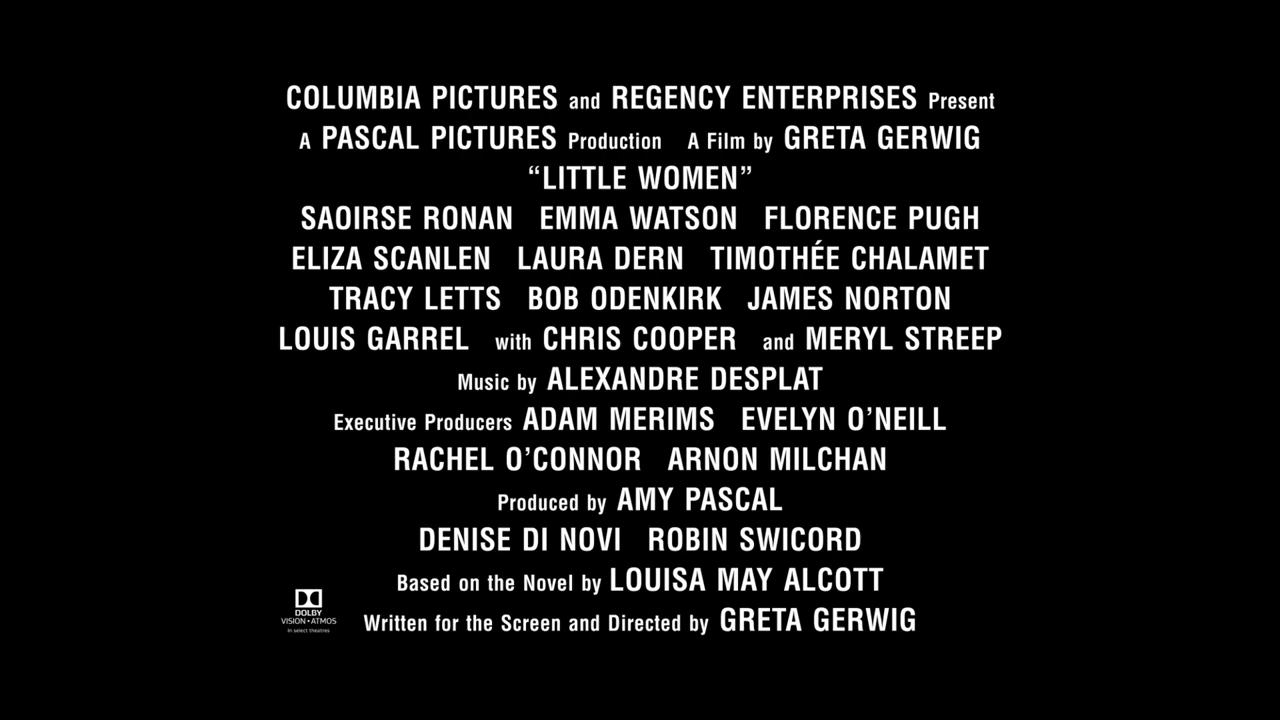 COLUMBIA PICTURES and REGENCY ENTERPRISES Present
A PASCAL PICTURES Production A Film by GRETA GERWIG
“LITTLE WOMEN”
SAOIRSE RONAN EMMA WATSON FLORENCE PUGH
ELIZA SCANLEN LAURA DERN TIMOTHÉE CHALAMET
TRACY LETTS BOB ODENKIRK JAMES NORTON
LOUIS GARREL with CHRIS COOPER and MERYL STREEP
Music by ALEXANDRE DESPLAT
Executive Producers ADAM MERIMS EVELYN O’NEILL
RACHEL O’CONNOR ARNON MILCHAN
Produced by AMY PASCAL
DENISE DI NOVI ROBIN SWICORD
Based on the Novel by LOUISA MAY ALCOTT
Written for the Screen and Directed by GRETA GERWIG
DOLBY
VISION•ATMOS
In select theatres